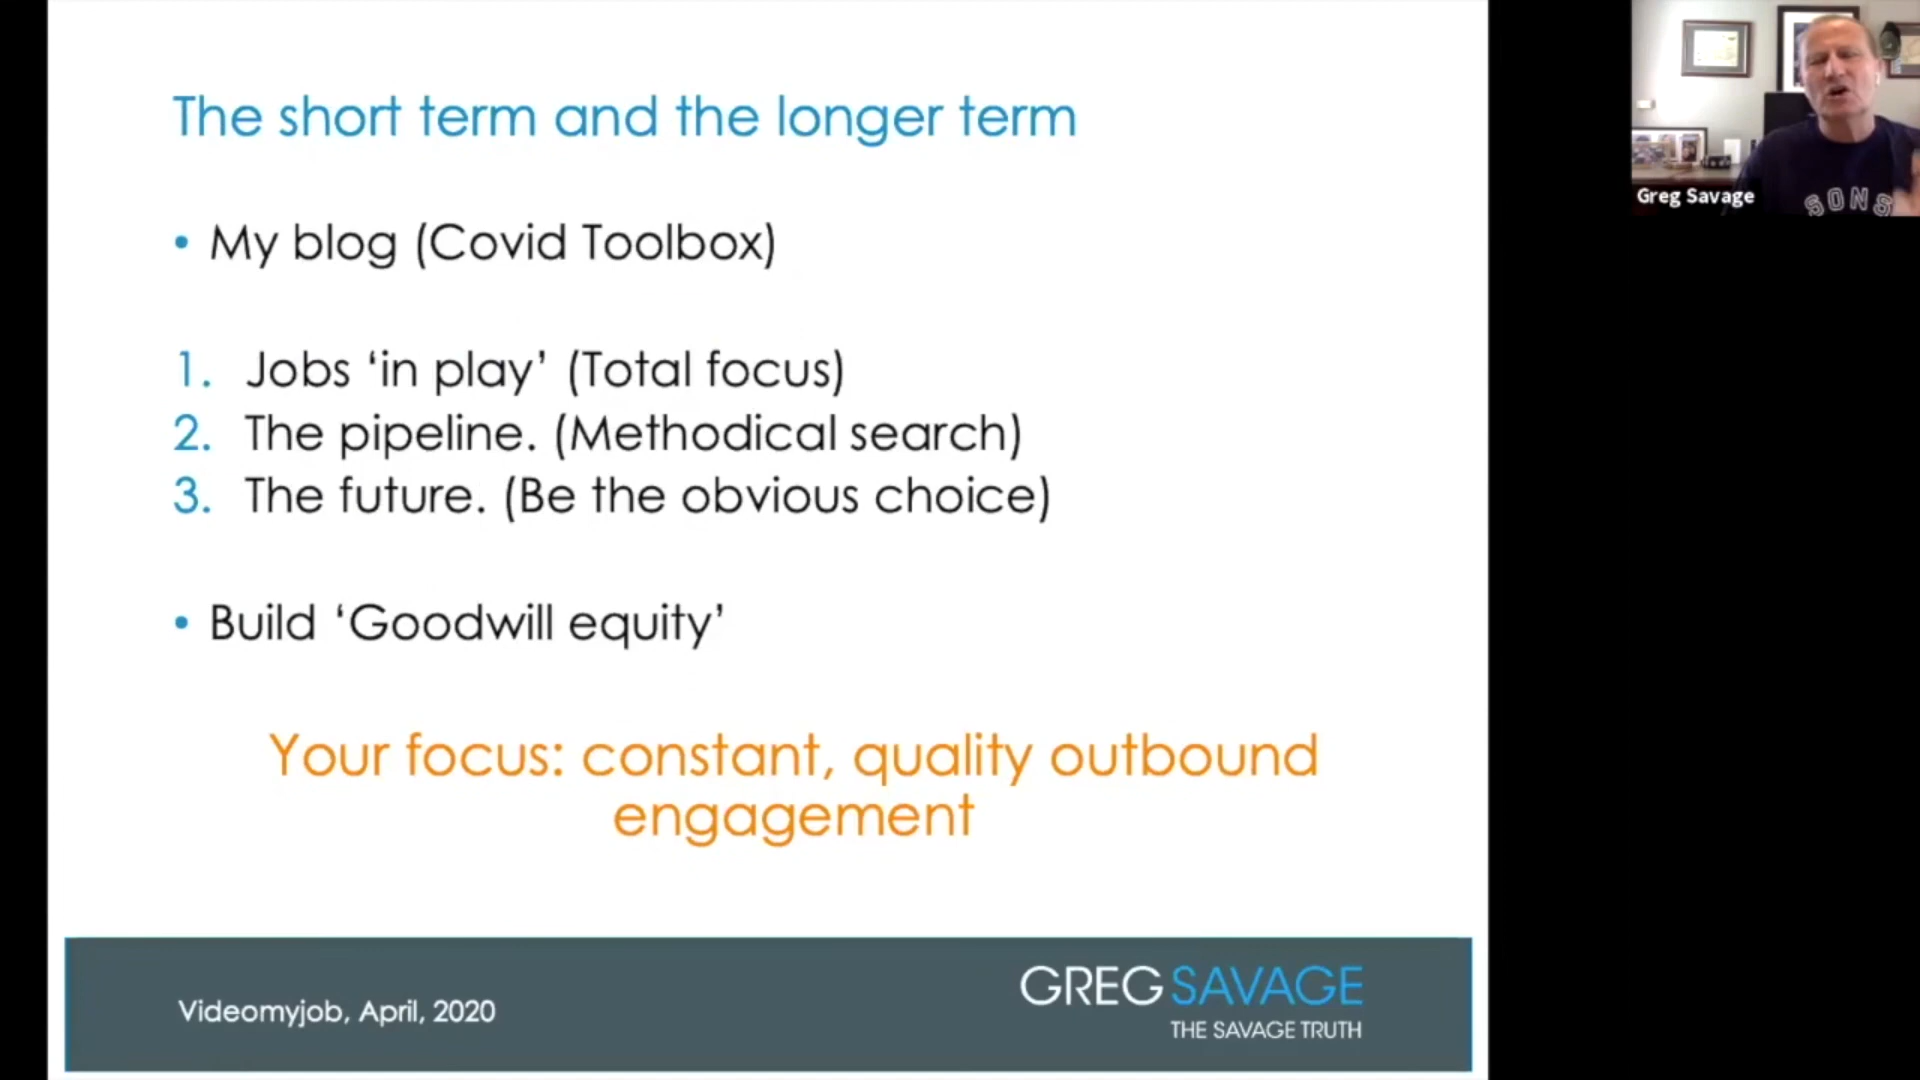 The short term and the longer term
• My blog (Covid Toolbox)
1. Jobs ‘in play’ (Total focus)
2. The pipeline. (Methodical search)
3. The future. (Be the obvious choice)
• Build ‘Goodwill equity’
Your focus: constant, quality outbound
engagement
Videomyjob, April, 2020
GREG SAVAGE
THE SAVAGE TRUTH
Greg Savage
SONS